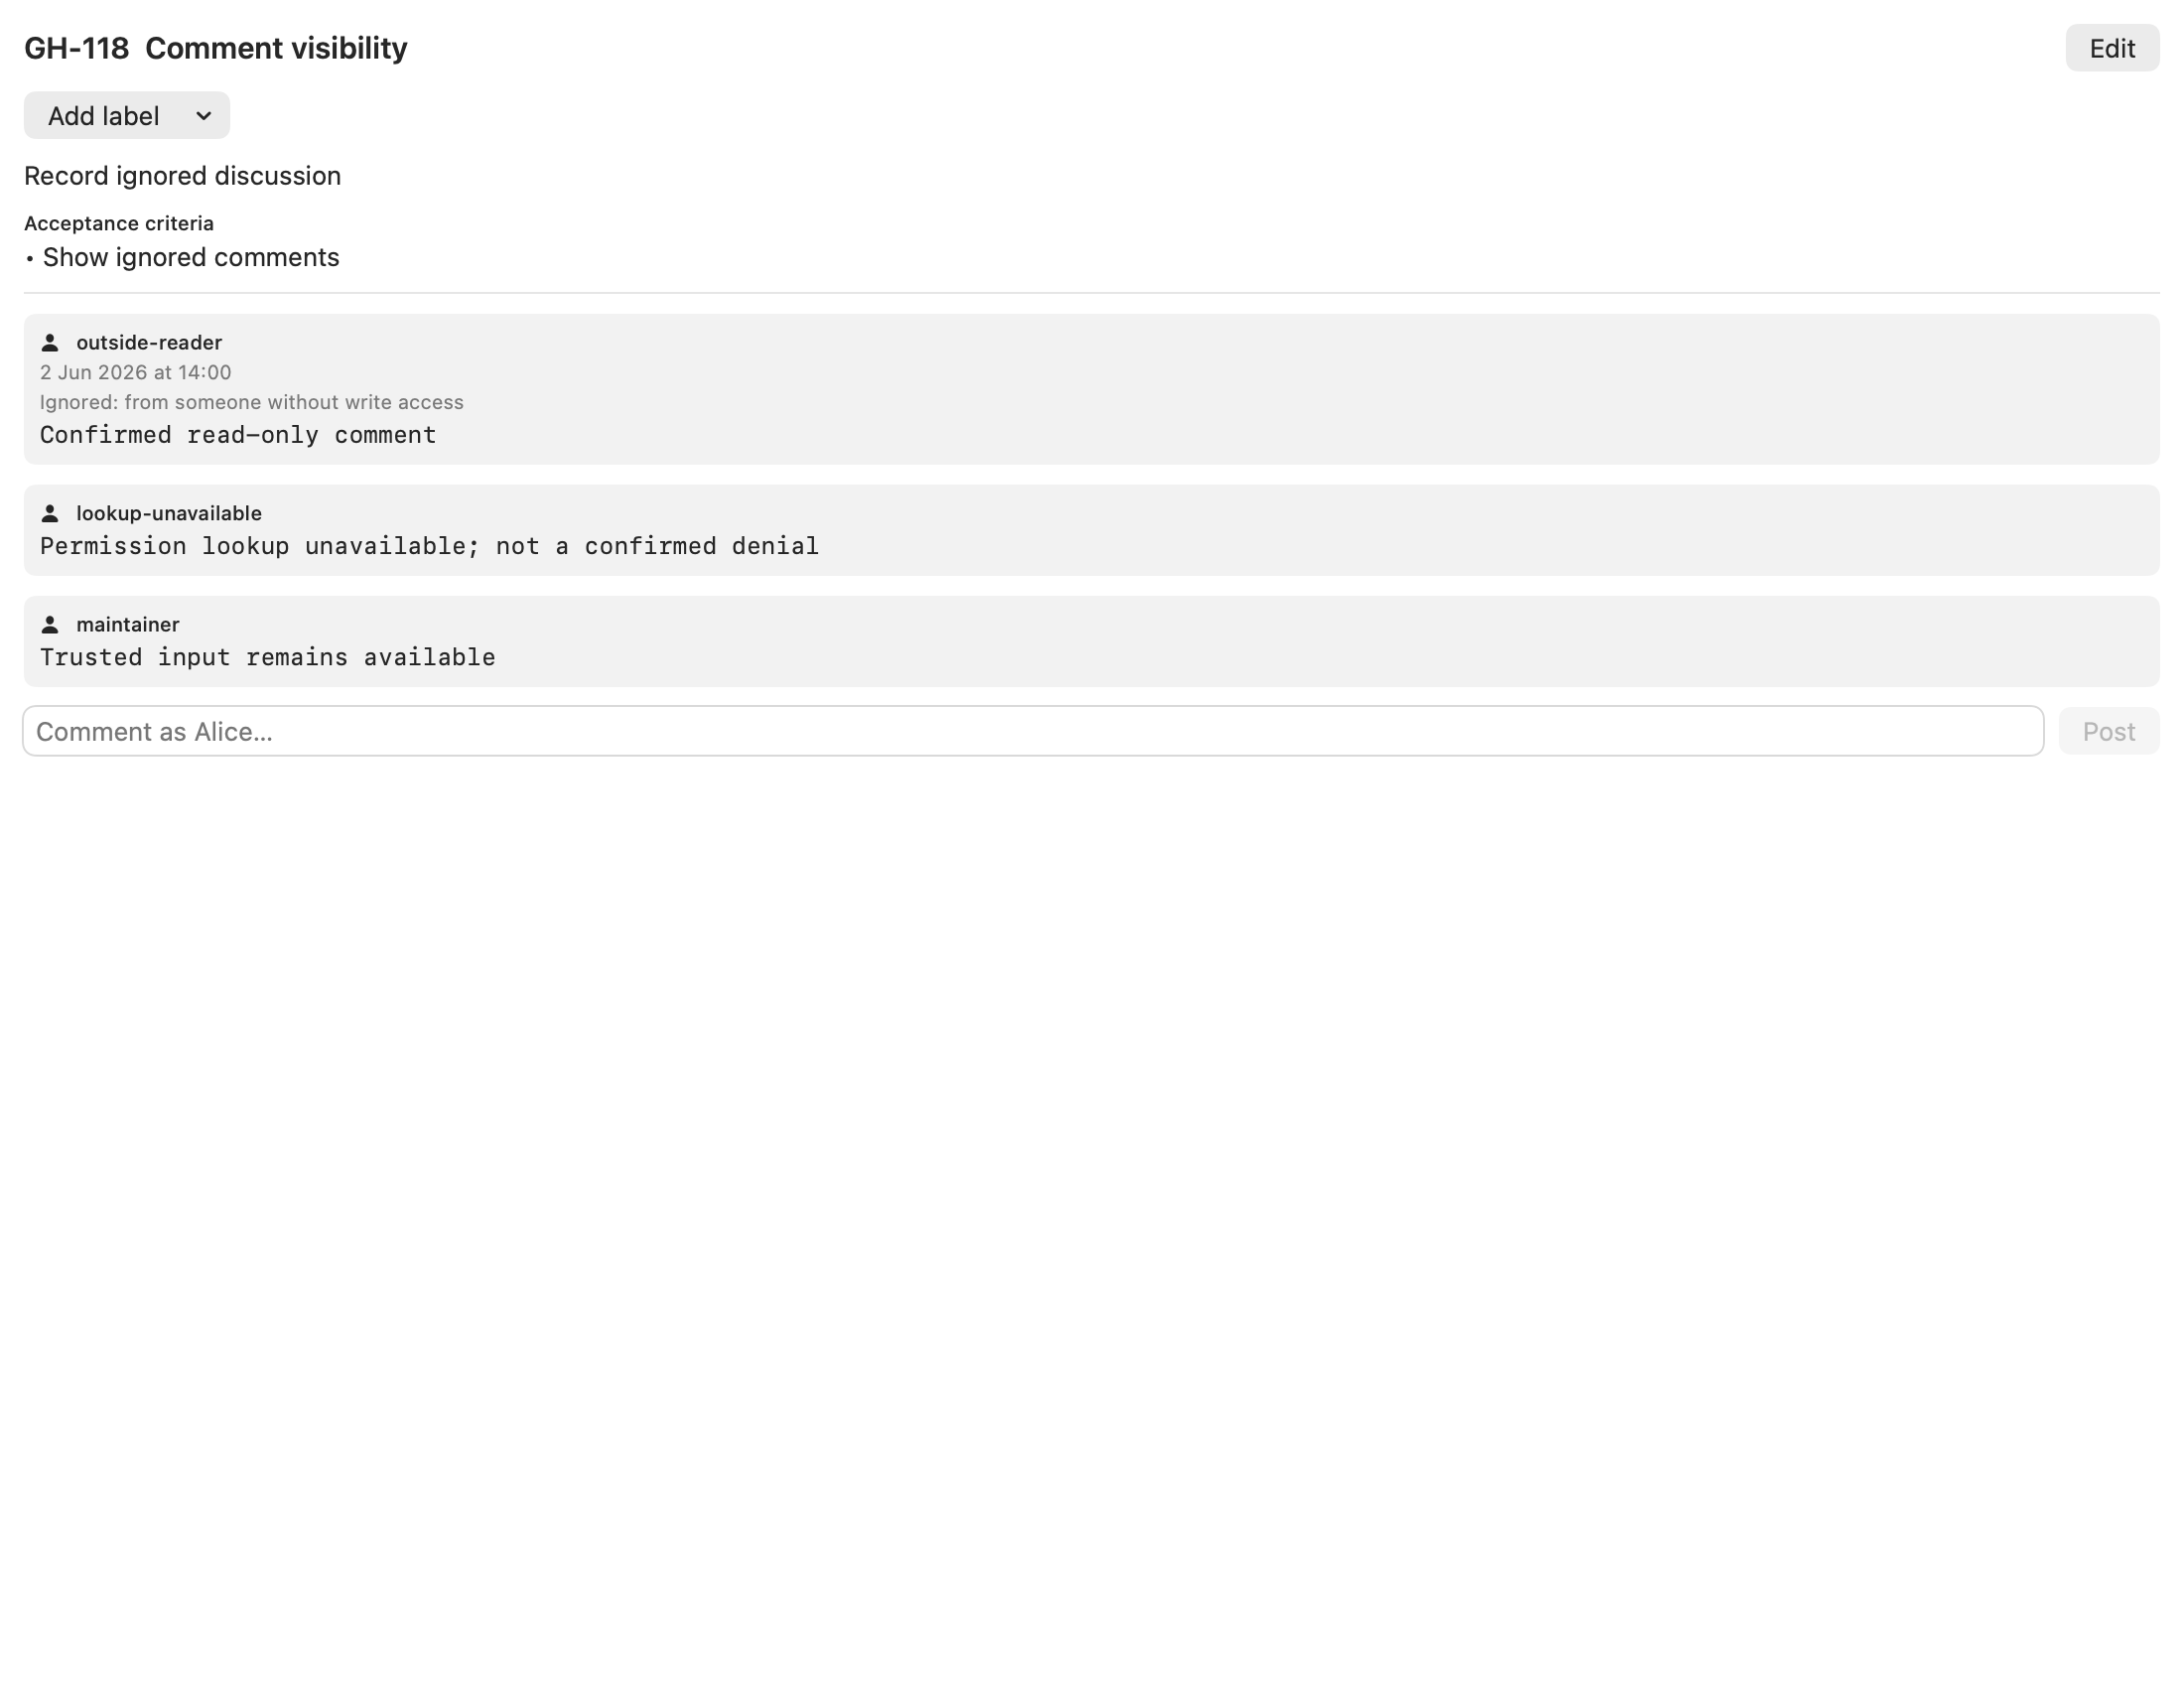 GH-118 Comment visibility
Edit
Add label
Record ignored discussion
Acceptance criteria
• Show ignored comments
outside-reader
2 Jun 2026 at 14:00
Ignored: from someone without write access
Confirmed read-only comment
lookup-unavailable
Permission lookup unavailable; not a confirmed denial
maintainer
Trusted input remains available
Comment as Alice...
Post